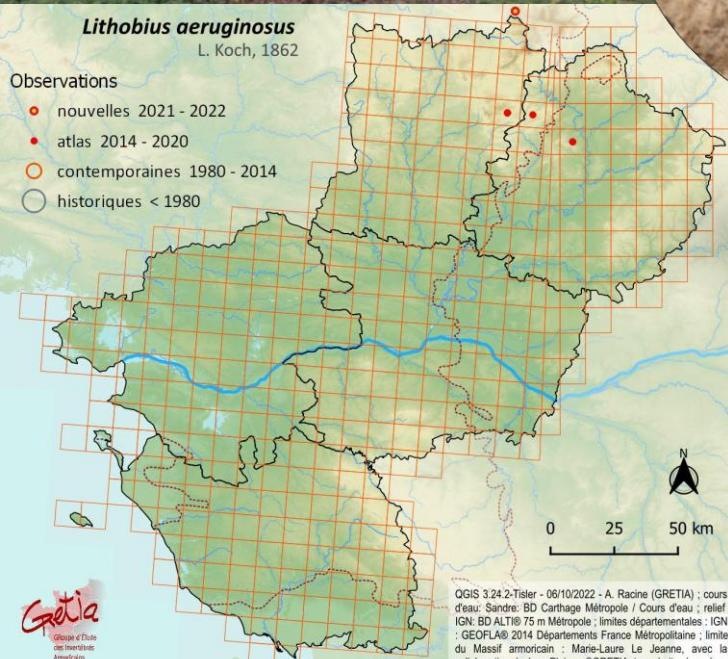 Lithobius aeruginosus
L. Koch, 1862
Observations
nouvelles 2021 - 2022
atlas 2014 - 2020
contemporaines 1980 - 2014
historiques < 1980
N
0 25 50 km
Gretia
Groupe d'Étude
des Invertébrés
Armoricains
QGIS 3.24.2-Tisler - 06/10/2022 - A. Racine (GRETIA) ; cours
d'eau: Sandre: BD Carthage Métropole / Cours d'eau ; relief
IGN: BD ALTI® 75 m Métropole ; limites départementales : IGN
: GEOFLA® 2014 Départements France Métropolitaine ; limite
du Massif armoricain : Marie-Laure Le Jeanne, avec la